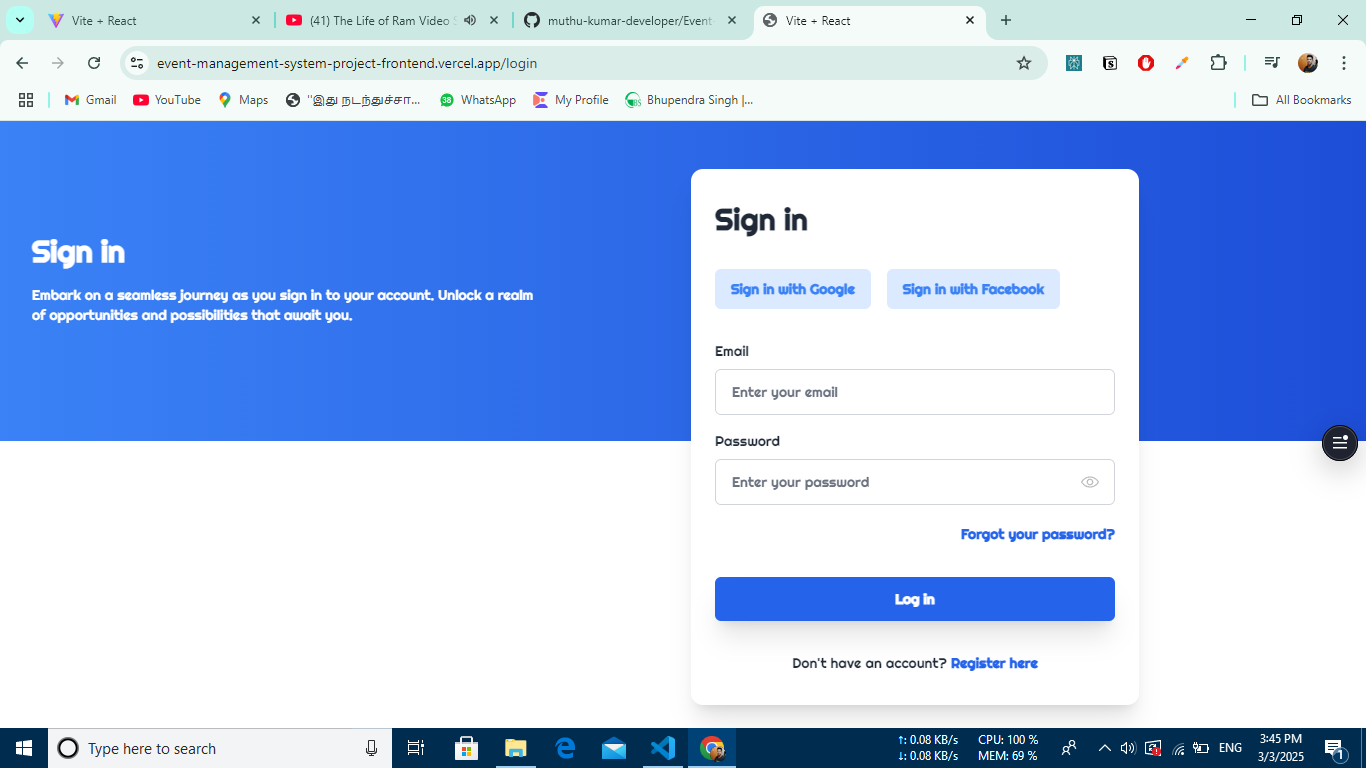 Vite + React
(41) The Life of Ram Video S
muthu-kumar-developer/Event-
Vite + React
event-management-system-project-frontend.vercel.app/login
Gmail
YouTube
Maps
"இது நடந்துச்சா...
WhatsApp
My Profile
Bhupendra Singh |...
All Bookmarks
Sign in
Embark on a seamless journey as you sign in to your account. Unlock a realm
of opportunities and possibilities that await you.
Sign in
Sign in with Google
Sign in with Facebook
Email
Enter your email
Password
Enter your password
Forgot your password?
Log in
Don't have an account? Register here
Type here to search
↑: 0.08 KB/s
↓: 0.08 KB/s
CPU: 100 %
MEM: 69 %
ENG
3:45 PM
3/3/2025
1